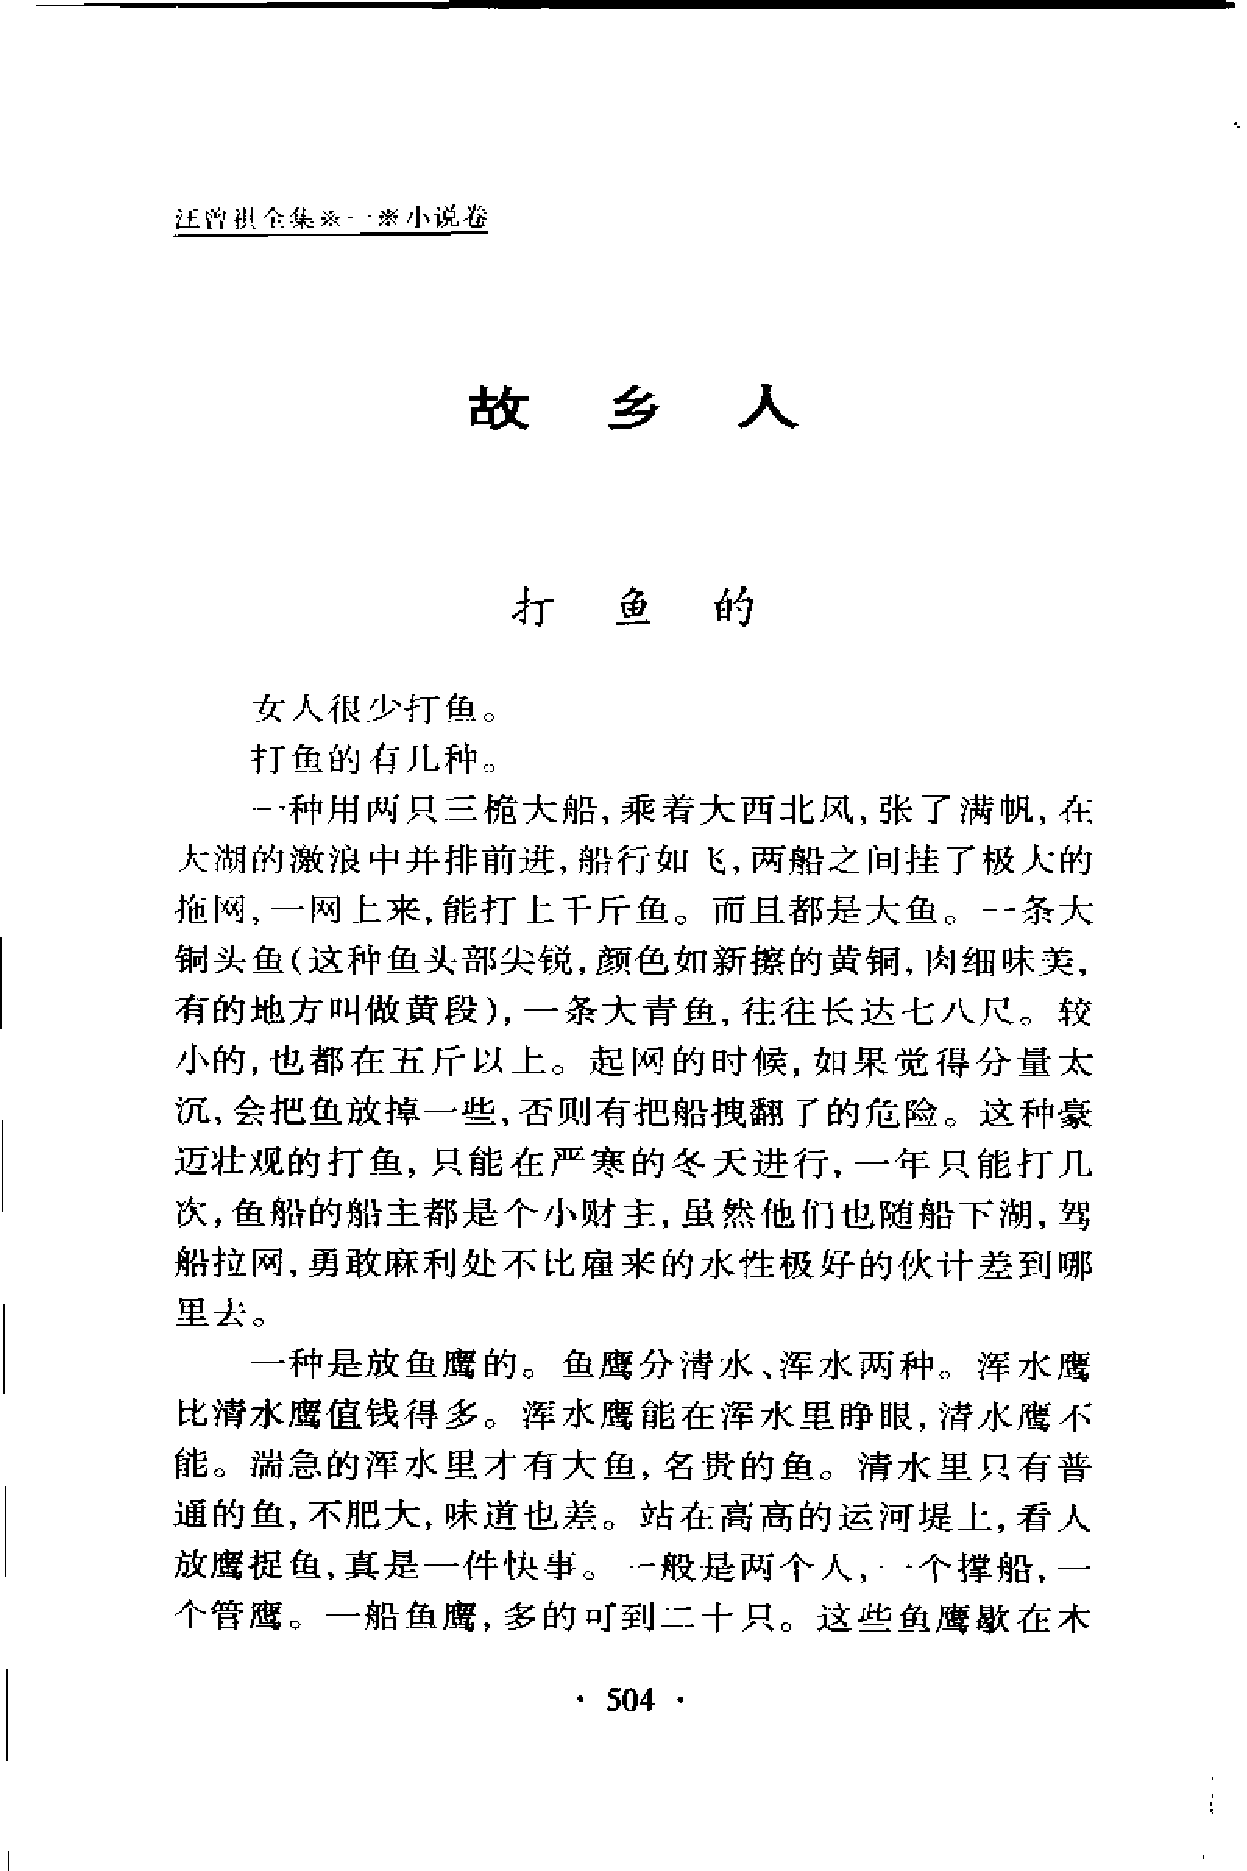 汪曾祺全集※一※小说卷
故乡人
打鱼的
女人很少打鱼。
打鱼的有几种。
一种用两只三桅大船,乘着大西北风,张了满帆,在
大湖的激浪中并排前进,船行如飞,两船之间挂了极大的
拖网,一网上来,能打上千斤鱼。而且都是大鱼。一条大
铜头鱼(这种鱼头部尖锐,颜色如新擦的黄铜,肉细味美,
有的地方叫做黄段),一条大青鱼,往往长达七八尺。较
小的,也都在五斤以上。起网的时候,如果觉得分量太
沉,会把鱼放掉一些,否则有把船拽翻了的危险。这种豪
迈壮观的打鱼,只能在严寒的冬天进行,一年只能打几
次,鱼船的船主都是个小财主,虽然他们也随船下湖,驾
船拉网,勇敢麻利处不比雇来的水性极好的伙计差到哪
里去。
一种是放鱼鹰的。鱼鹰分清水、浑水两种。浑水鹰
比清水鹰值钱得多。浑水鹰能在浑水里睁眼,清水鹰不
能。湍急的浑水里才有大鱼,名贵的鱼。清水里只有普
通的鱼,不肥大,味道也差。站在高高的运河堤上,看人
放鹰捉鱼,真是一件快事。一般是两个人,一个撑船,一
个管鹰。一船鱼鹰,多的可到二十只。这些鱼鹰歇在木
· 504 ·